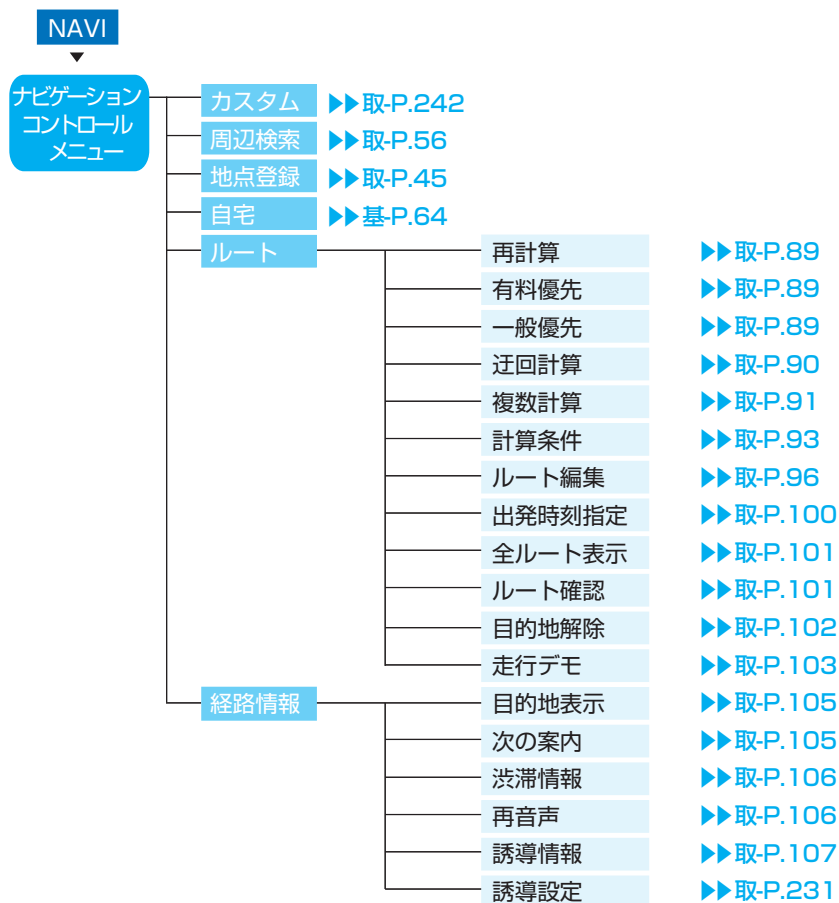 NAVI
ナビゲーション
コントロール
メニュー
カスタム ▶▶取-P.242
周辺検索 ▶▶取-P.56
地点登録 ▶▶取-P.45
自宅 ▶▶基-P.64
ルート
再計算 ▶▶取-P.89
有料優先 ▶▶取-P.89
一般優先 ▶▶取-P.89
迂回計算 ▶▶取-P.90
複数計算 ▶▶取-P.91
計算条件 ▶▶取-P.93
ルート編集 ▶▶取-P.96
出発時刻指定 ▶▶取-P.100
全ルート表示 ▶▶取-P.101
ルート確認 ▶▶取-P.101
目的地解除 ▶▶取-P.102
走行デモ ▶▶取-P.103
経路情報
目的地表示 ▶▶取-P.105
次の案内 ▶▶取-P.105
渋滞情報 ▶▶取-P.106
再音声 ▶▶取-P.106
誘導情報 ▶▶取-P.107
誘導設定 ▶▶取-P.231